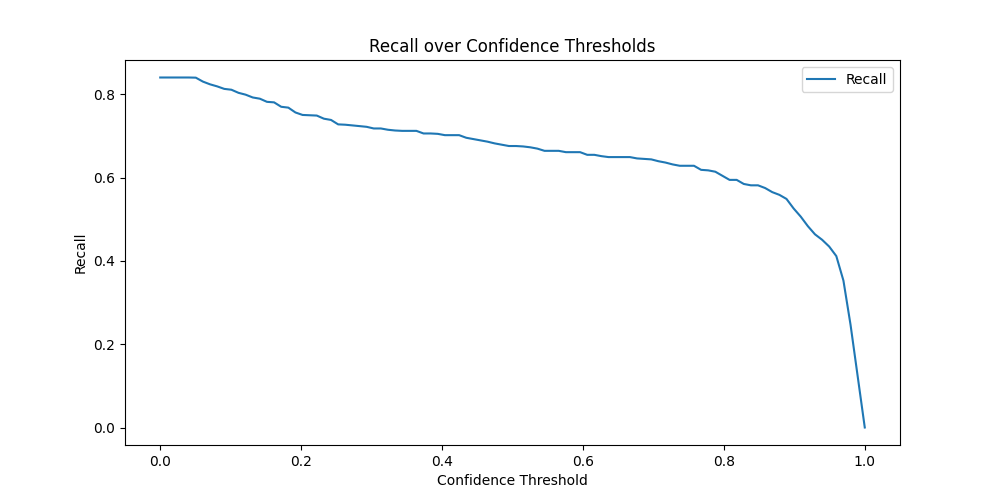 Recall over Confidence Thresholds
Recall
0.8
0.6
0.4
0.2
0.0
Recall
0.0 0.2 0.4 0.6 0.8 1.0
Confidence Threshold